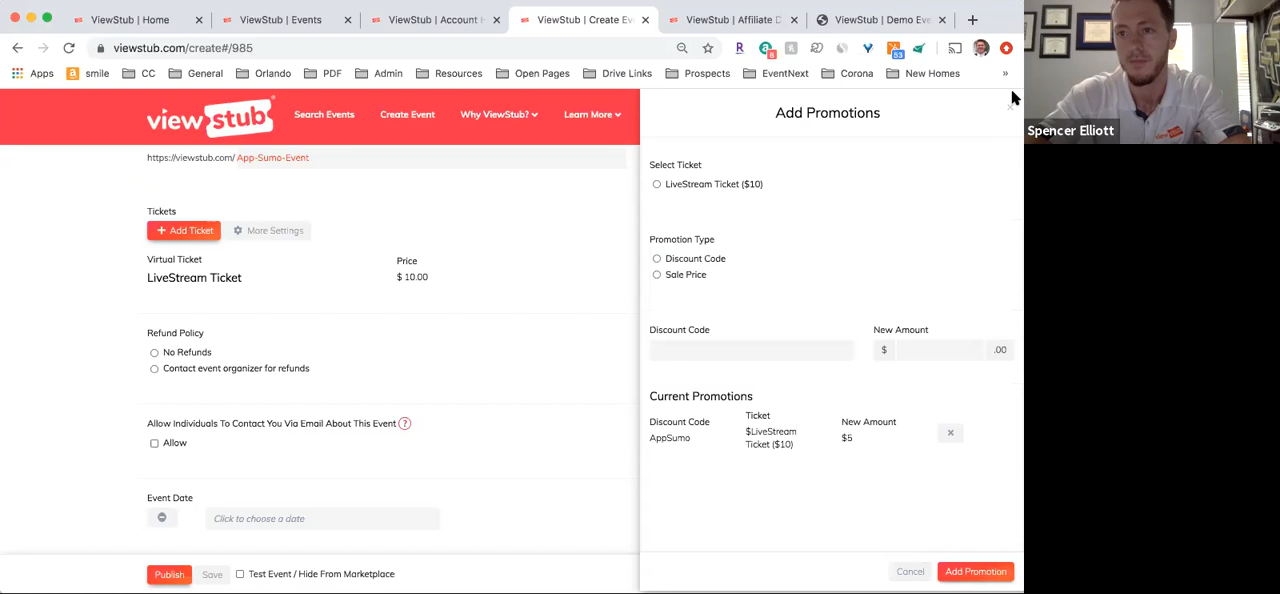 ViewStub | Home
ViewStub | Events
ViewStub | Account H
ViewStub | Create Eve
ViewStub | Affiliate D
ViewStub | Demo Eve
viewstub.com/create#/985
Apps
smile
CC
General
Orlando
PDF
Admin
Resources
Open Pages
Drive Links
Prospects
EventNext
Corona
New Homes
»
view stub
Search Events
Create Event
Why ViewStub?
Learn More
https://viewstub.com/ App-Sumo-Event
Tickets
+ Add Ticket
More Settings
Virtual Ticket
Price
LiveStream Ticket
$ 10.00
Refund Policy
No Refunds
Contact event organizer for refunds
Allow Individuals To Contact You Via Email About This Event ?
Allow
Event Date
Click to choose a date
Publish
Save
Test Event / Hide From Marketplace
Add Promotions
Select Ticket
LiveStream Ticket ($10)
Promotion Type
Discount Code
Sale Price
Discount Code
New Amount
$
.00
Current Promotions
Discount Code
Ticket
New Amount
AppSumo
$LiveStream
Ticket ($10)
$5
Cancel
Add Promotion
Spencer Elliott